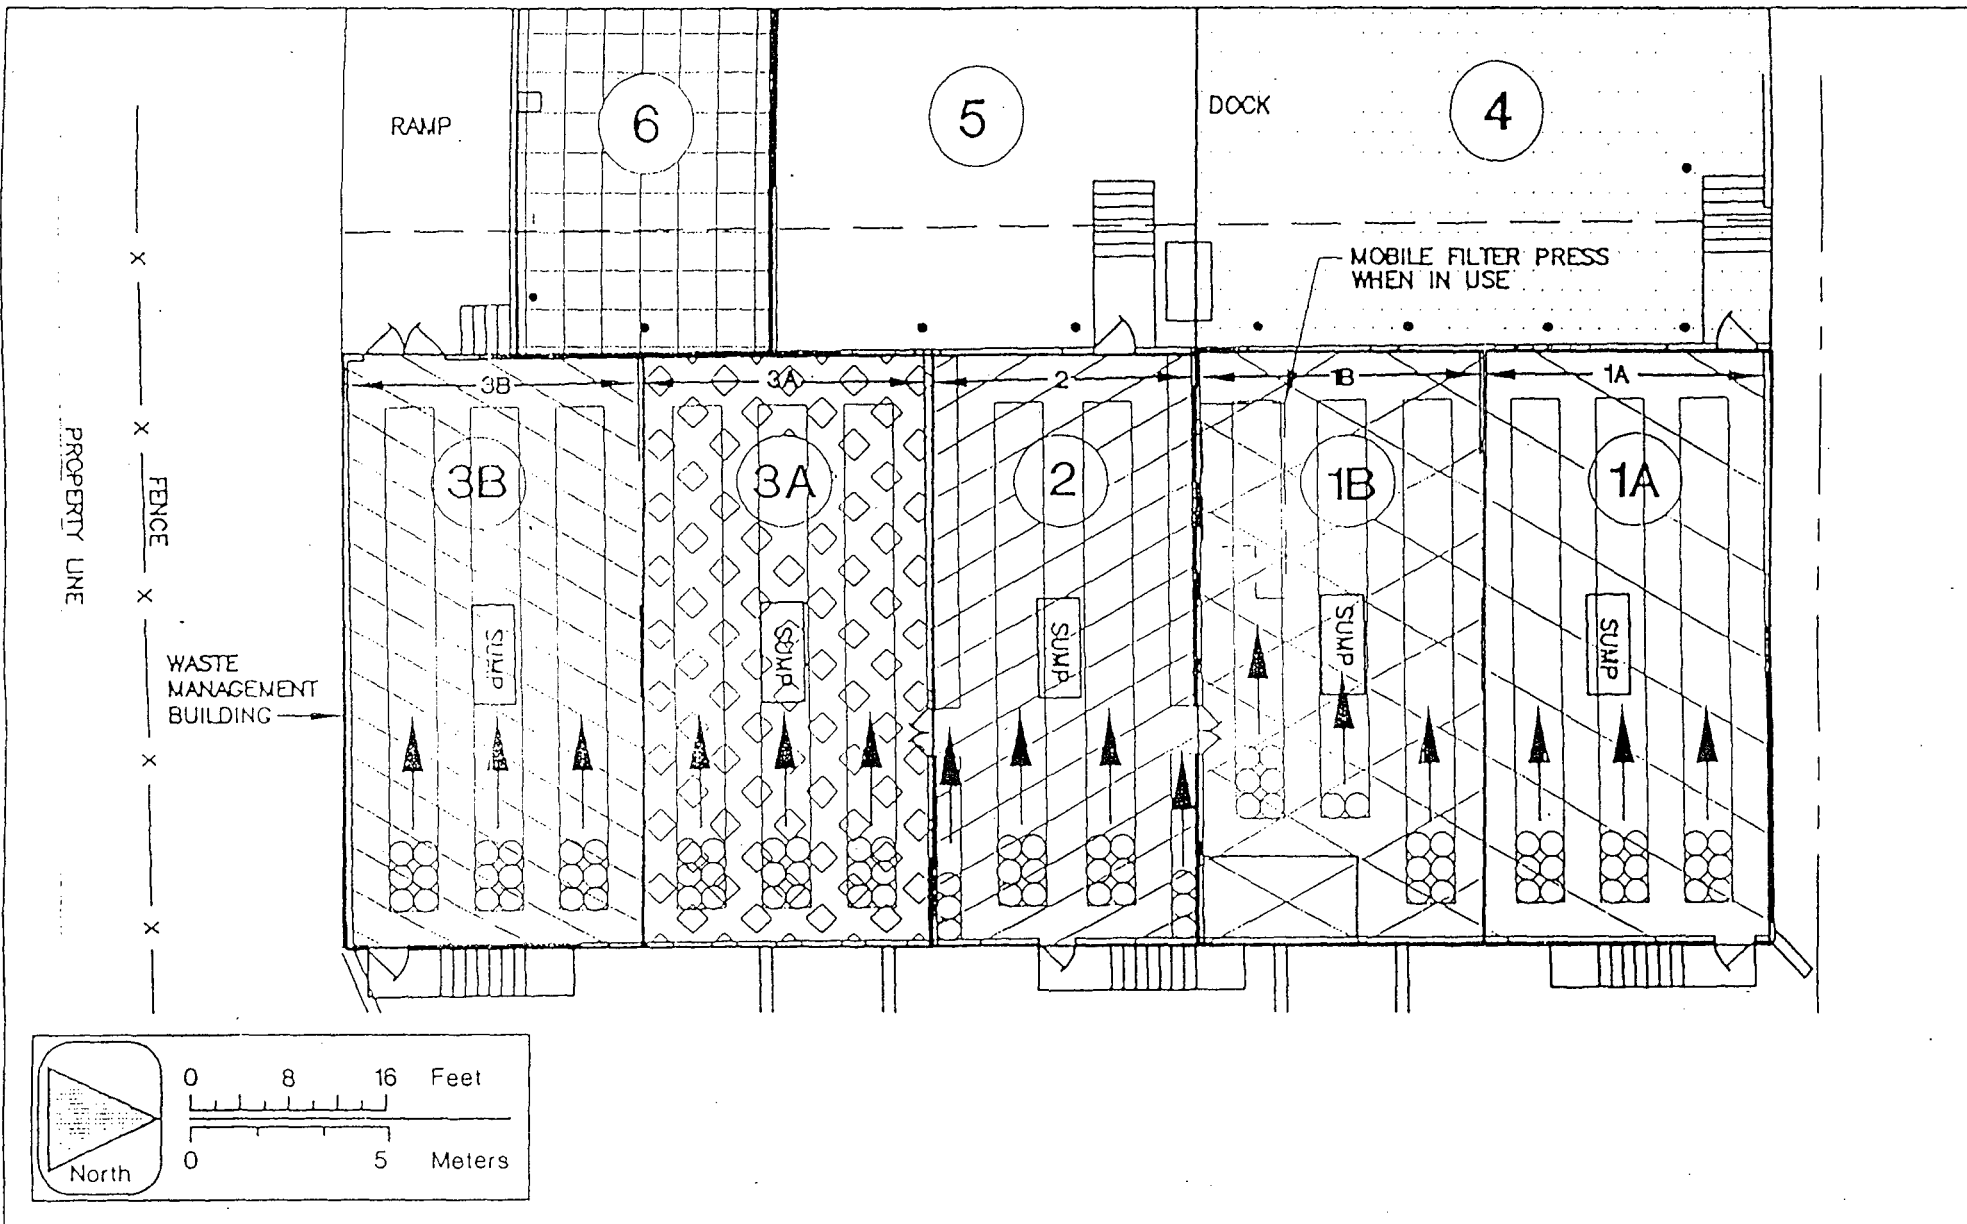 RAMP
6
5
DOCK
4
MOBILE FILTER PRESS
WHEN IN USE
3B
3A
2
1B
1A
3B
3A
2
1B
1A
PROPERTY LINE
FENCE
SUMP
SUMP
SUMP
SUMP
SUMP
WASTE
MANAGEMENT
BUILDING
North
0 8 16 Feet
0 5 Meters